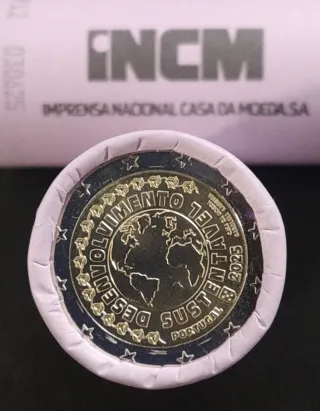 INCM
IMPRENSA NACIONAL CASA DA MOEDA, S.A.
DESENVOLVIMENTO SUSTENTÁVEL
PORTUGAL 2025